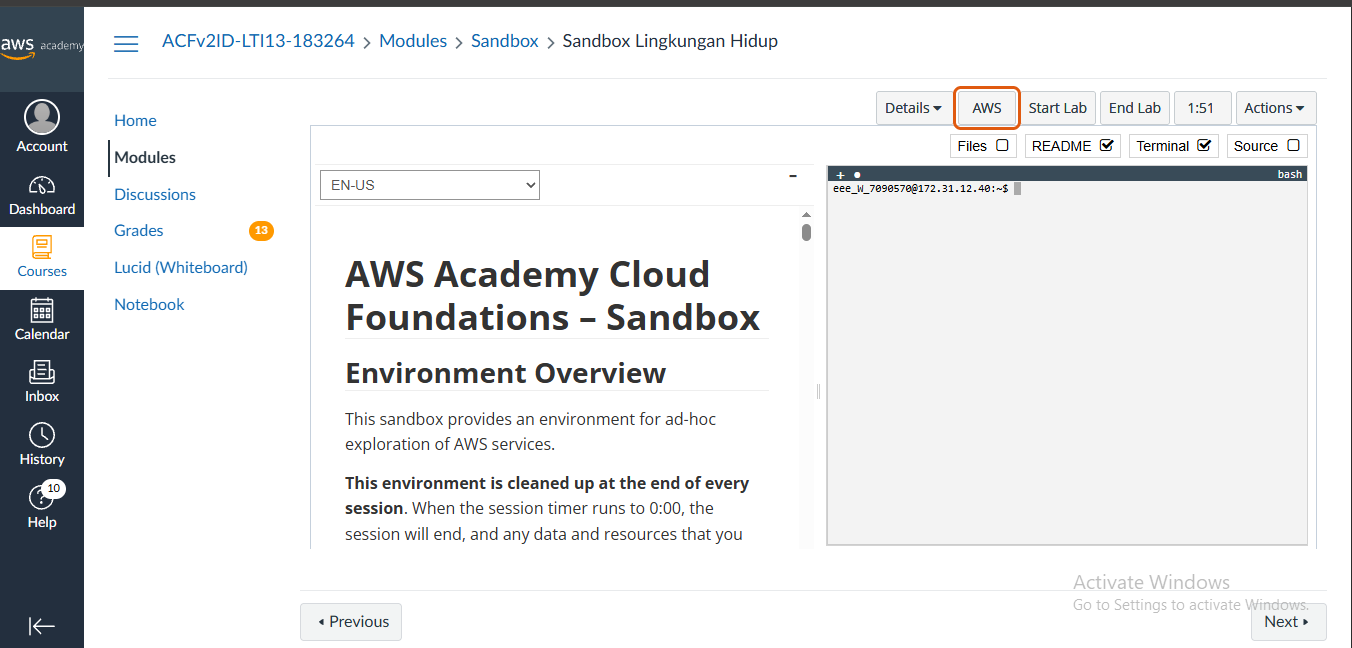 aws academy
Account
Dashboard
Courses
Calendar
Inbox
History
10
Help
ACFv2ID-LTI13-183264 > Modules > Sandbox > Sandbox Lingkungan Hidup
Home
Modules
Discussions
Grades 13
Lucid (Whiteboard)
Notebook
Details AWS Start Lab End Lab 1:51 Actions
Files README Terminal Source
EN-US
-
AWS Academy Cloud
Foundations – Sandbox
Environment Overview
This sandbox provides an environment for ad-hoc
exploration of AWS services.
This environment is cleaned up at the end of every
session. When the session timer runs to 0:00, the
session will end, and any data and resources that you
+ bash
eee_W_7090570@172.31.12.40:~$
Activate Windows
Go to Settings to activate Windows.
Previous
Next